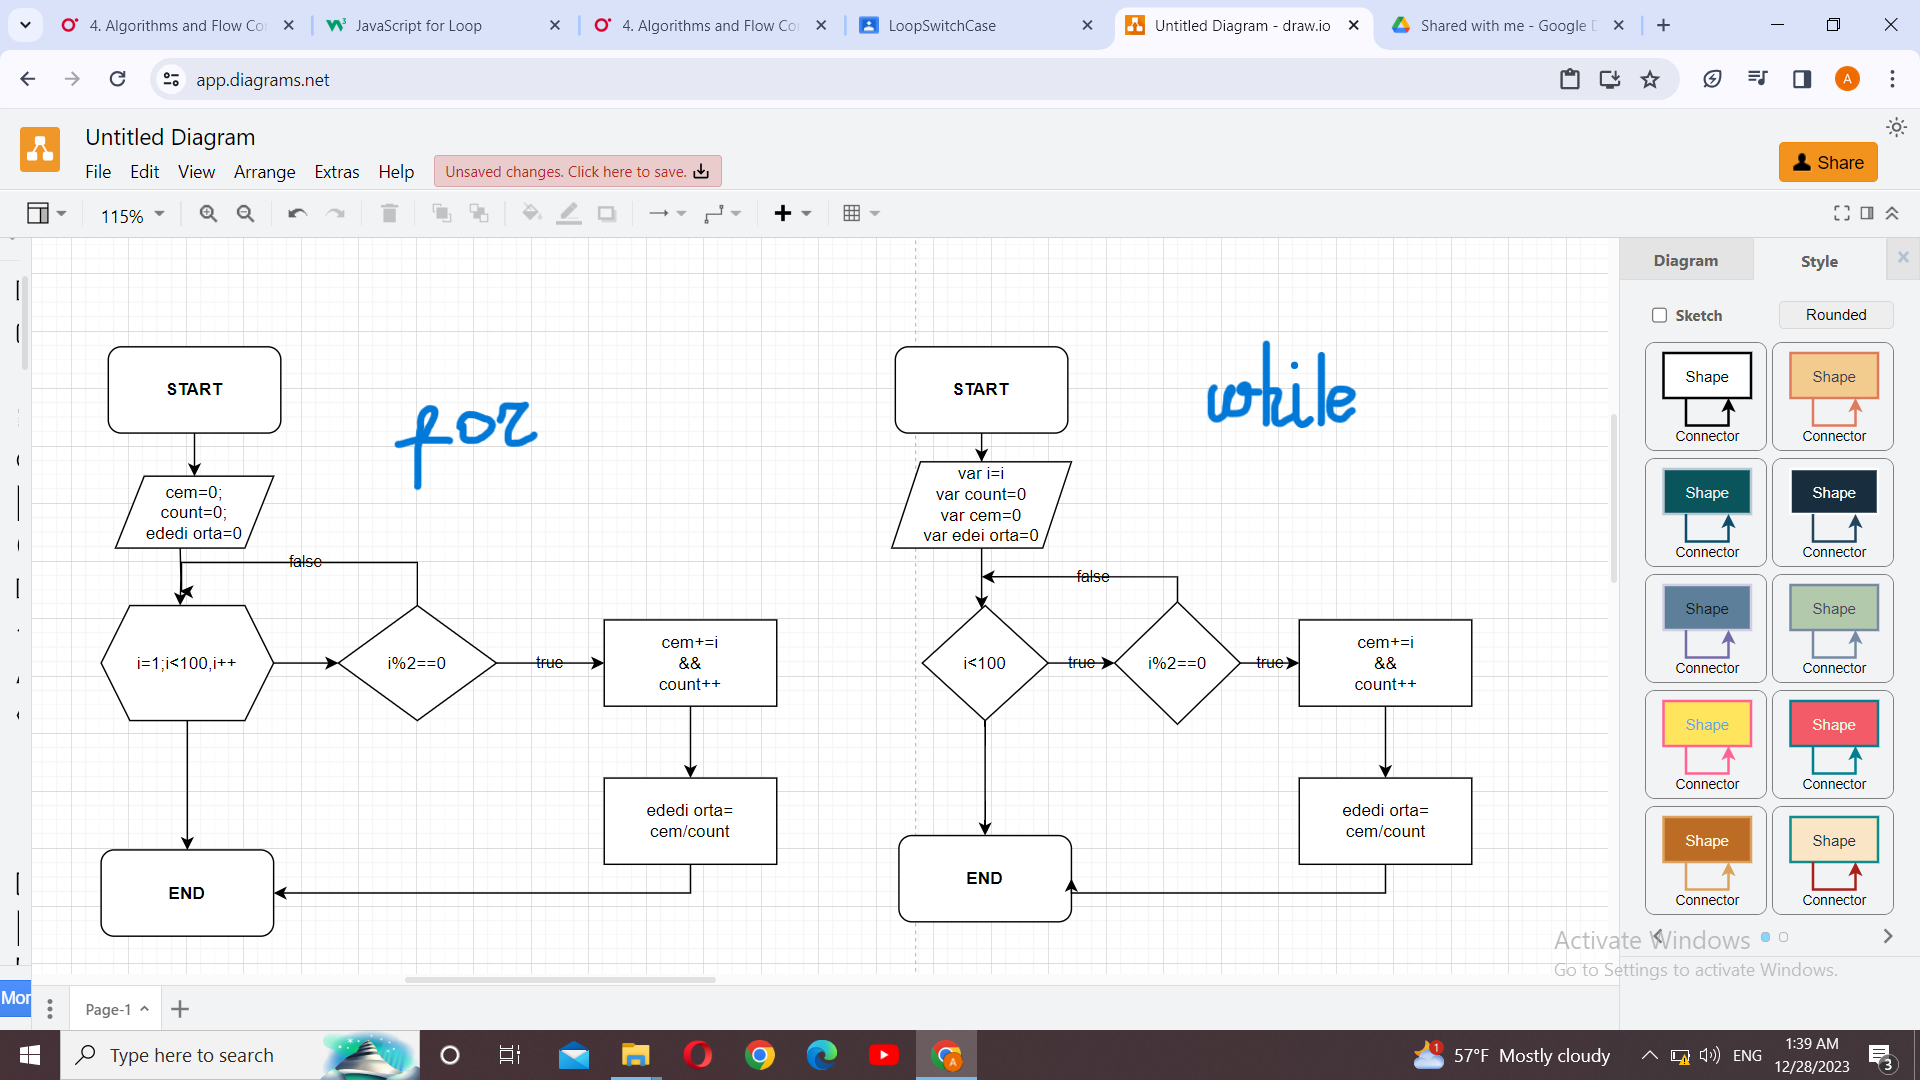 4. Algorithms and Flow Co
JavaScript for Loop
4. Algorithms and Flow Co
LoopSwitchCase
Untitled Diagram - draw.io
Shared with me - Google D
app.diagrams.net
A
Untitled Diagram
File Edit View Arrange Extras Help
Unsaved changes. Click here to save.
Share
115%
Diagram
Style
Sketch
Rounded
START
for
cem=0;
count=0;
ededi orta=0
false
i=1;i<100,i++
i%2==0
true
cem+=i
&&
count++
ededi orta=
cem/count
END
START
while
var i=i
var count=0
var cem=0
var edei orta=0
false
i<100
true
i%2==0
true
cem+=i
&&
count++
ededi orta=
cem/count
END
Shape
Connector
Shape
Connector
Shape
Connector
Shape
Connector
Shape
Connector
Shape
Connector
Shape
Connector
Shape
Connector
Shape
Connector
Shape
Connector
Activate Windows
Go to Settings to activate Windows.
Mor
Page-1
Type here to search
1
57°F Mostly cloudy
ENG
1:39 AM
12/28/2023
3